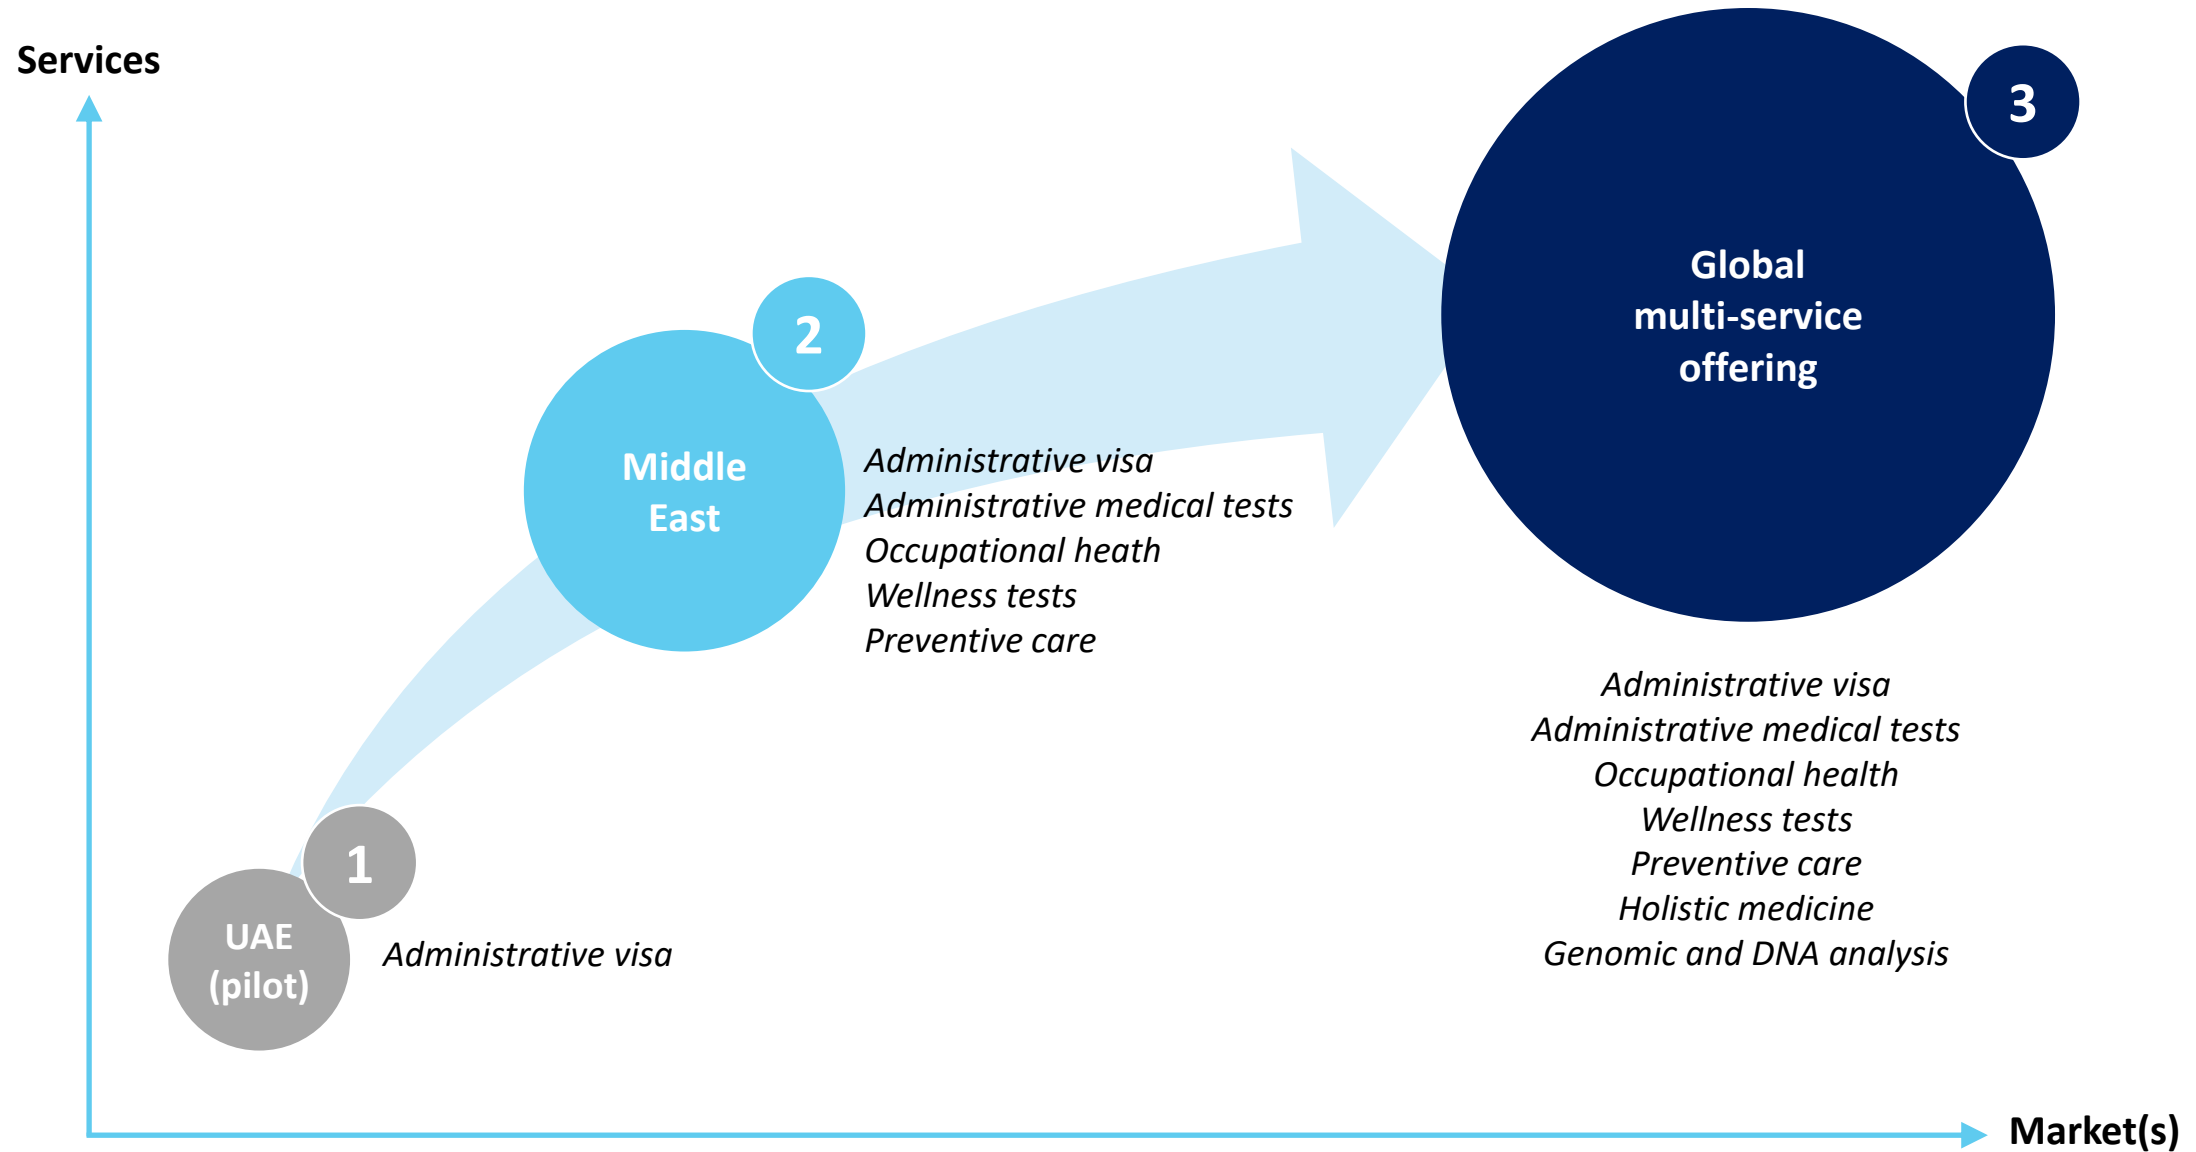 Services
3
Global
multi-service
offering
2
Middle
East
Administrative visa
Administrative medical tests
Occupational heath
Wellness tests
Preventive care
Administrative visa
Administrative medical tests
Occupational health
Wellness tests
Preventive care
Holistic medicine
Genomic and DNA analysis
1
UAE
(pilot)
Administrative visa
Market(s)